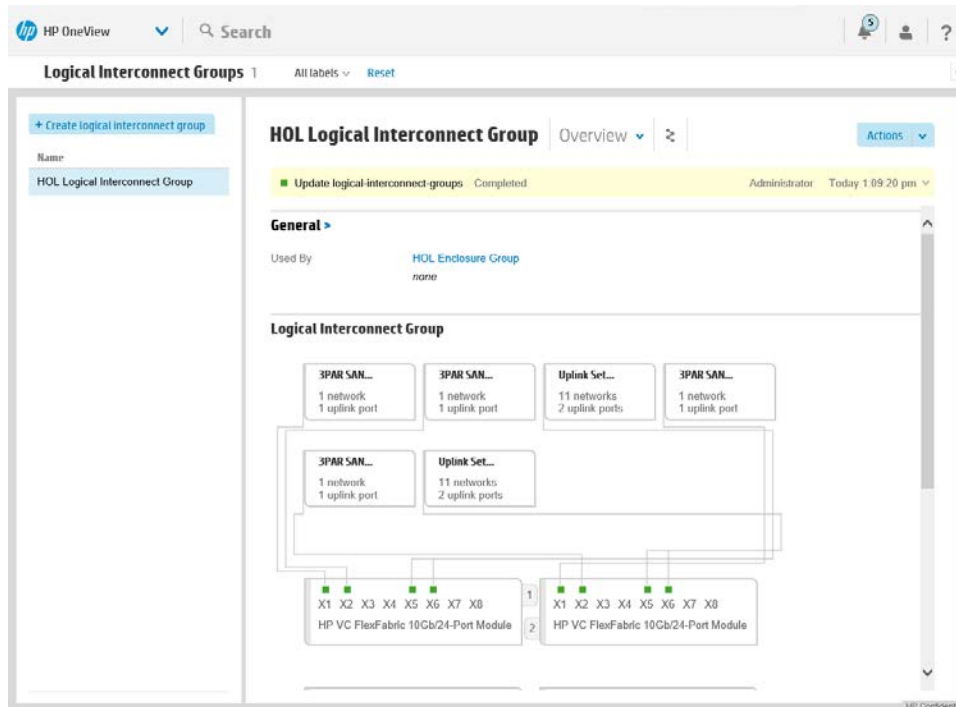 hp HP OneView Search 5 ?
Logical Interconnect Groups 1 All labels Reset
+ Create logical interconnect group
Name
HOL Logical Interconnect Group
HOL Logical Interconnect Group Overview Actions
Update logical-interconnect-groups Completed Administrator Today 1:09:20 pm
General >
Used By HOL Enclosure Group
none
Logical Interconnect Group
3PAR SAN... 3PAR SAN... Uplink Set... 3PAR SAN...
1 network 1 network 11 networks 1 network
1 uplink port 1 uplink port 2 uplink ports 1 uplink port
3PAR SAN... Uplink Set...
1 network 11 networks
1 uplink port 2 uplink ports
X1 X2 X3 X4 X5 X6 X7 X8 1 X1 X2 X3 X4 X5 X6 X7 X8
HP VC FlexFabric 10Gb/24-Port Module 2 HP VC FlexFabric 10Gb/24-Port Module